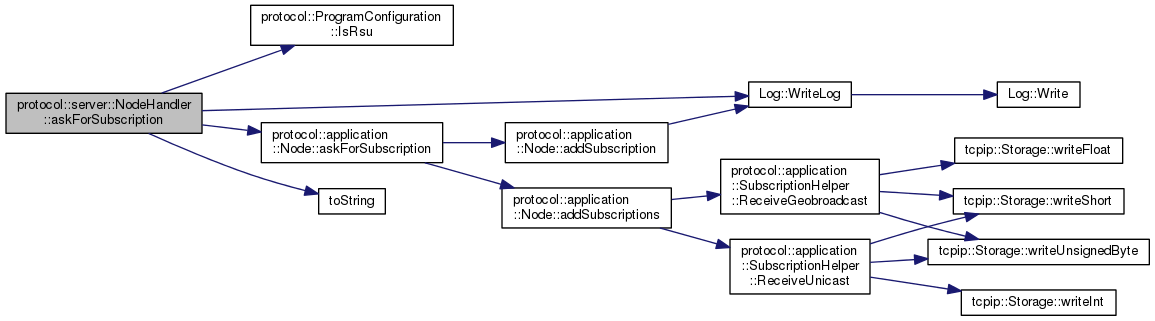 protocol::ProgramConfiguration
::IsRsu
protocol::server::NodeHandler
::askForSubscription
Log::WriteLog
Log::Write
protocol::application
::Node::askForSubscription
protocol::application
::Node::addSubscription
toString
protocol::application
::Node::addSubscriptions
protocol::application
::SubscriptionHelper
::ReceiveGeobroadcast
tcpip::Storage::writeFloat
tcpip::Storage::writeShort
protocol::application
::SubscriptionHelper
::ReceiveUnicast
tcpip::Storage::writeUnsignedByte
tcpip::Storage::writeInt